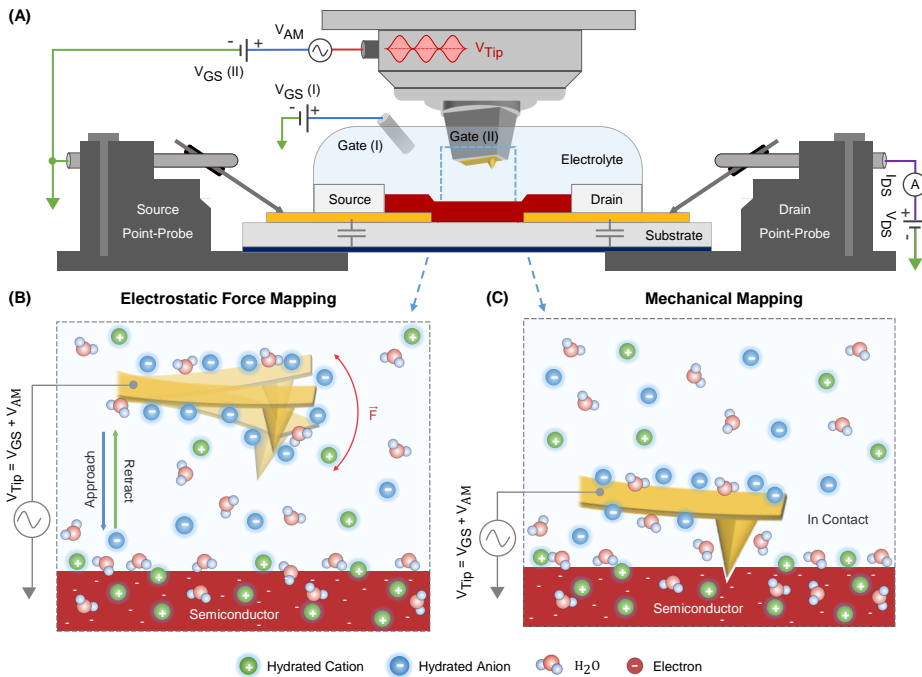 (A)
V_AM
- +
V_GS (II)
V_Tip
V_GS (I)
- +
Gate (I)
Gate (II)
Electrolyte
Source
Drain
Source
Point-Probe
Drain
Point-Probe
Substrate
I_DS
A
V_DS
+
-
(B)
Electrostatic Force Mapping
(C)
Mechanical Mapping
V_Tip = V_GS + V_AM
F
Approach
Retract
Semiconductor
V_Tip = V_GS + V_AM
In Contact
Semiconductor
+ Hydrated Cation
- Hydrated Anion
H₂O
- Electron